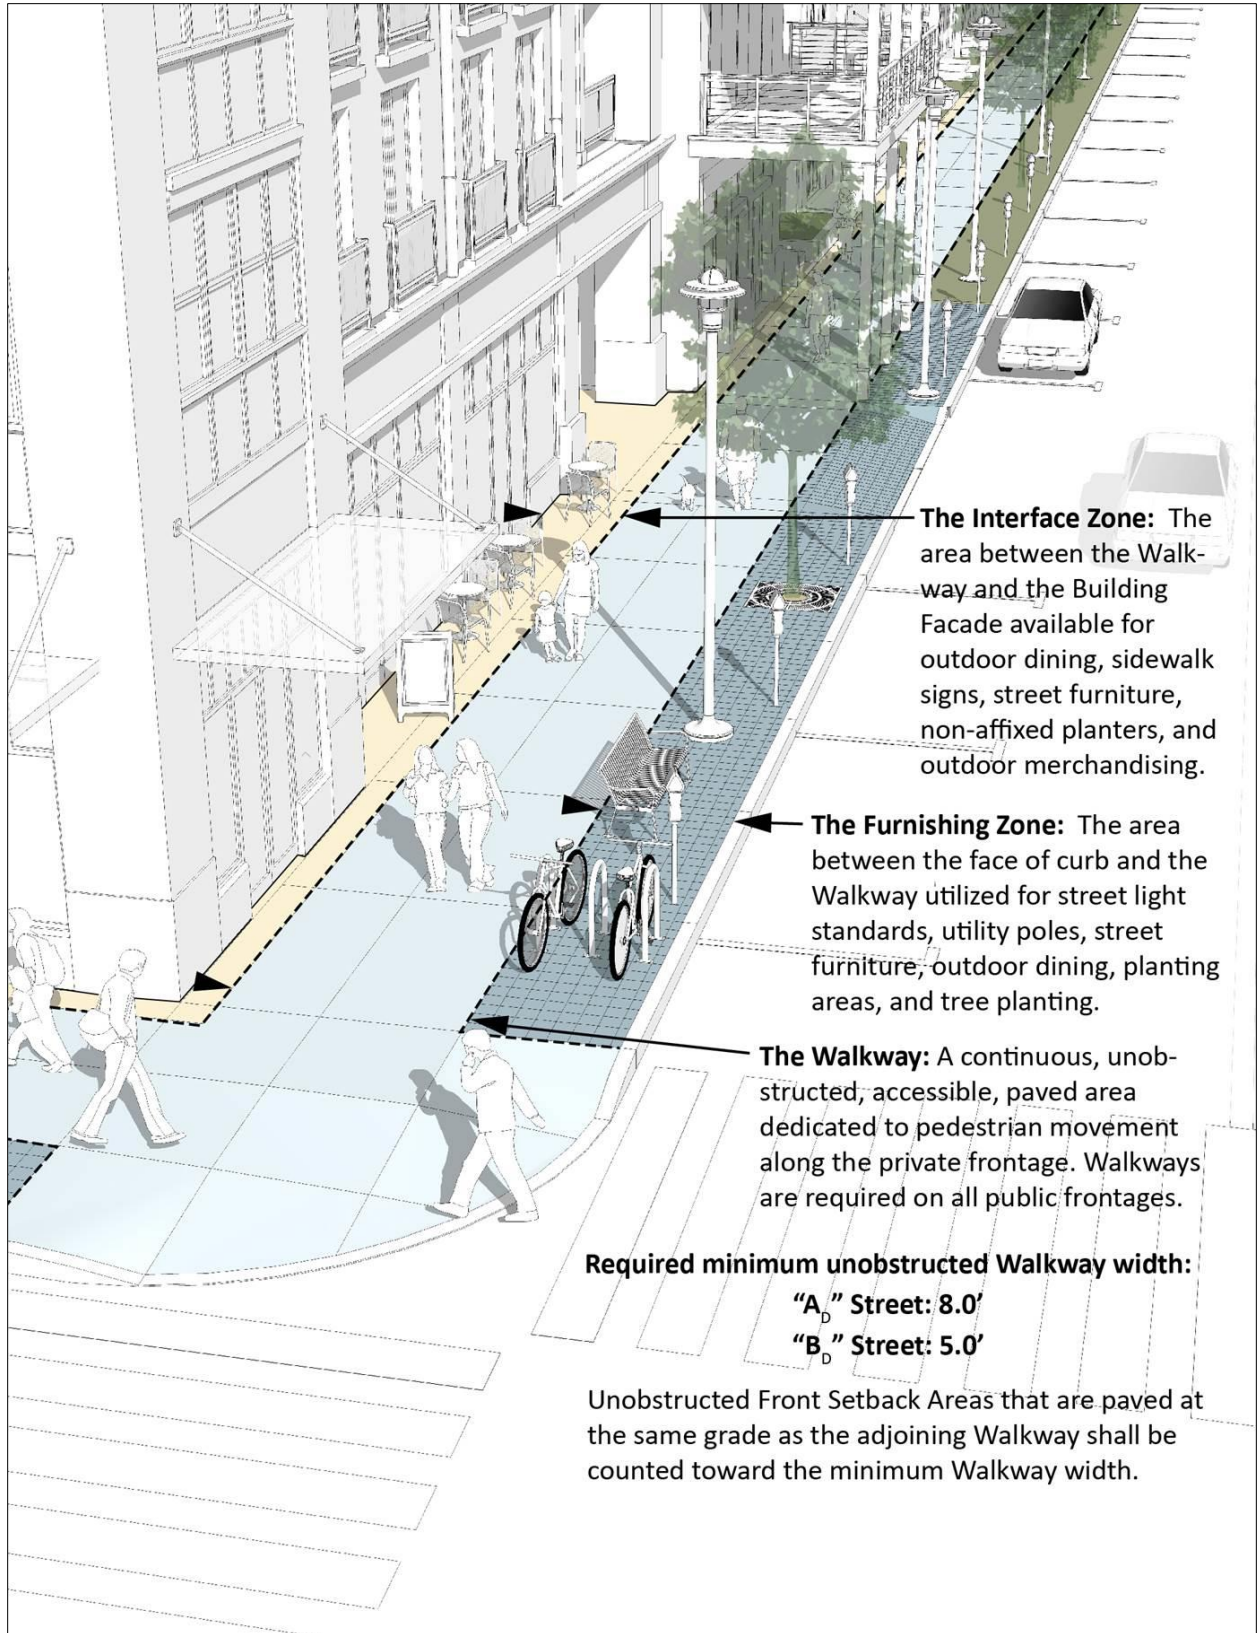 The Interface Zone: The
area between the Walk-
way and the Building
Facade available for
outdoor dining, sidewalk
signs, street furniture,
non-affixed planters, and
outdoor merchandising.
The Furnishing Zone: The area
between the face of curb and the
Walkway utilized for street light
standards, utility poles, street
furniture, outdoor dining, planting
areas, and tree planting.
The Walkway: A continuous, unob-
structed, accessible, paved area
dedicated to pedestrian movement
along the private frontage. Walkways
are required on all public frontages.
Required minimum unobstructed Walkway width:
“A_D” Street: 8.0’
“B_D” Street: 5.0’
Unobstructed Front Setback Areas that are paved at
the same grade as the adjoining Walkway shall be
counted toward the minimum Walkway width.